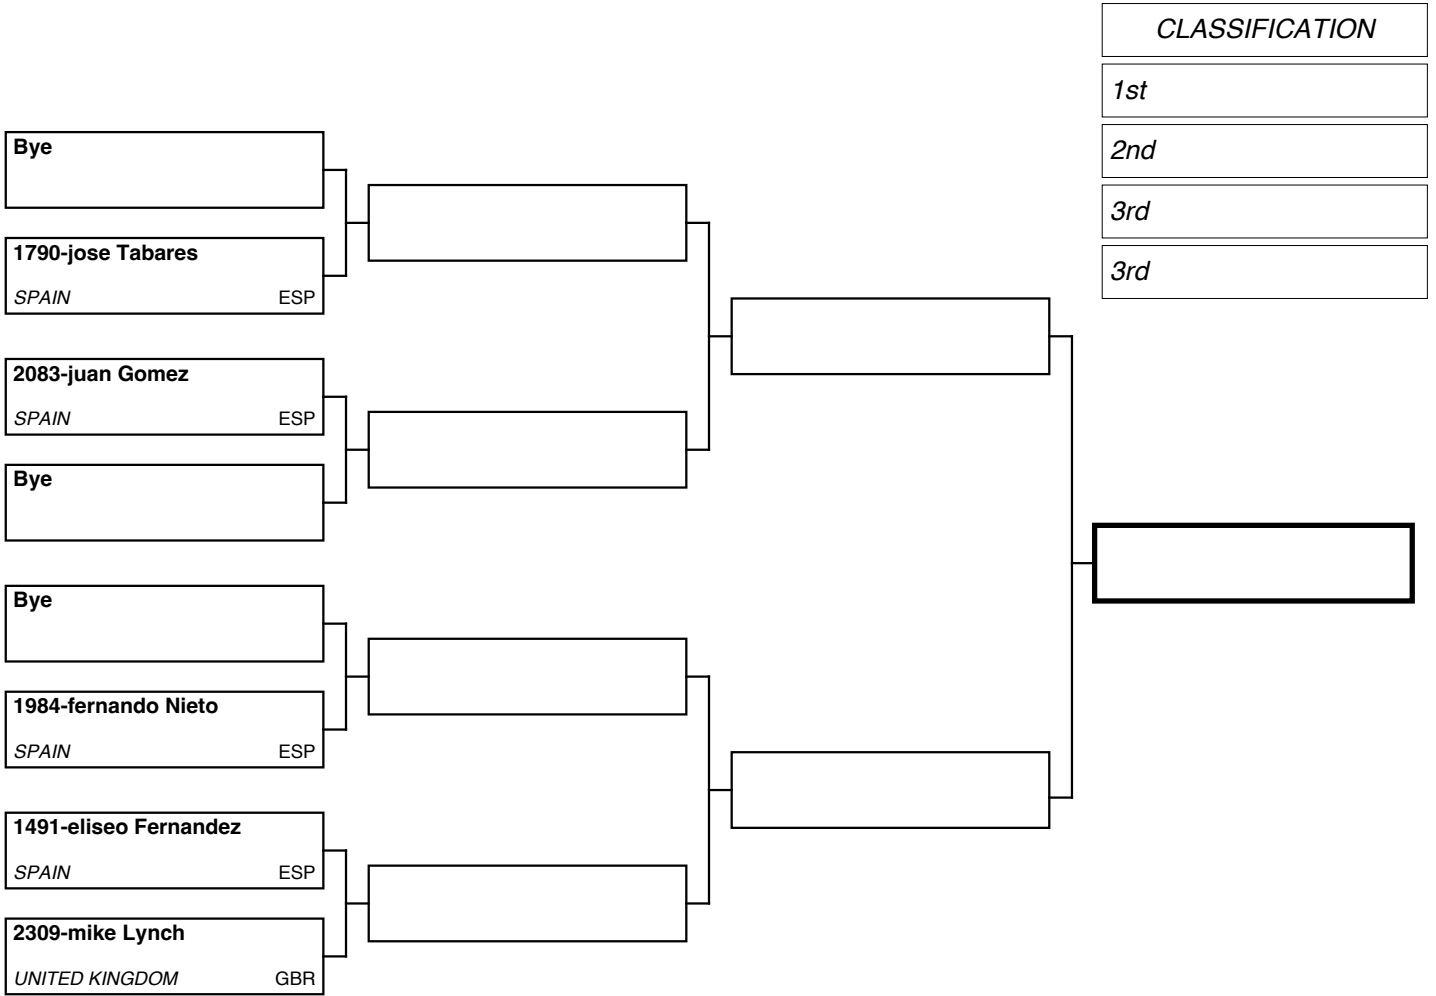 CLASSIFICATION
1st
2nd
3rd
3rd
Bye
1790-jose Tabares
SPAIN ESP
2083-juan Gomez
SPAIN ESP
Bye
Bye
1984-fernando Nieto
SPAIN ESP
1491-eliseo Fernandez
SPAIN ESP
2309-mike Lynch
UNITED KINGDOM GBR